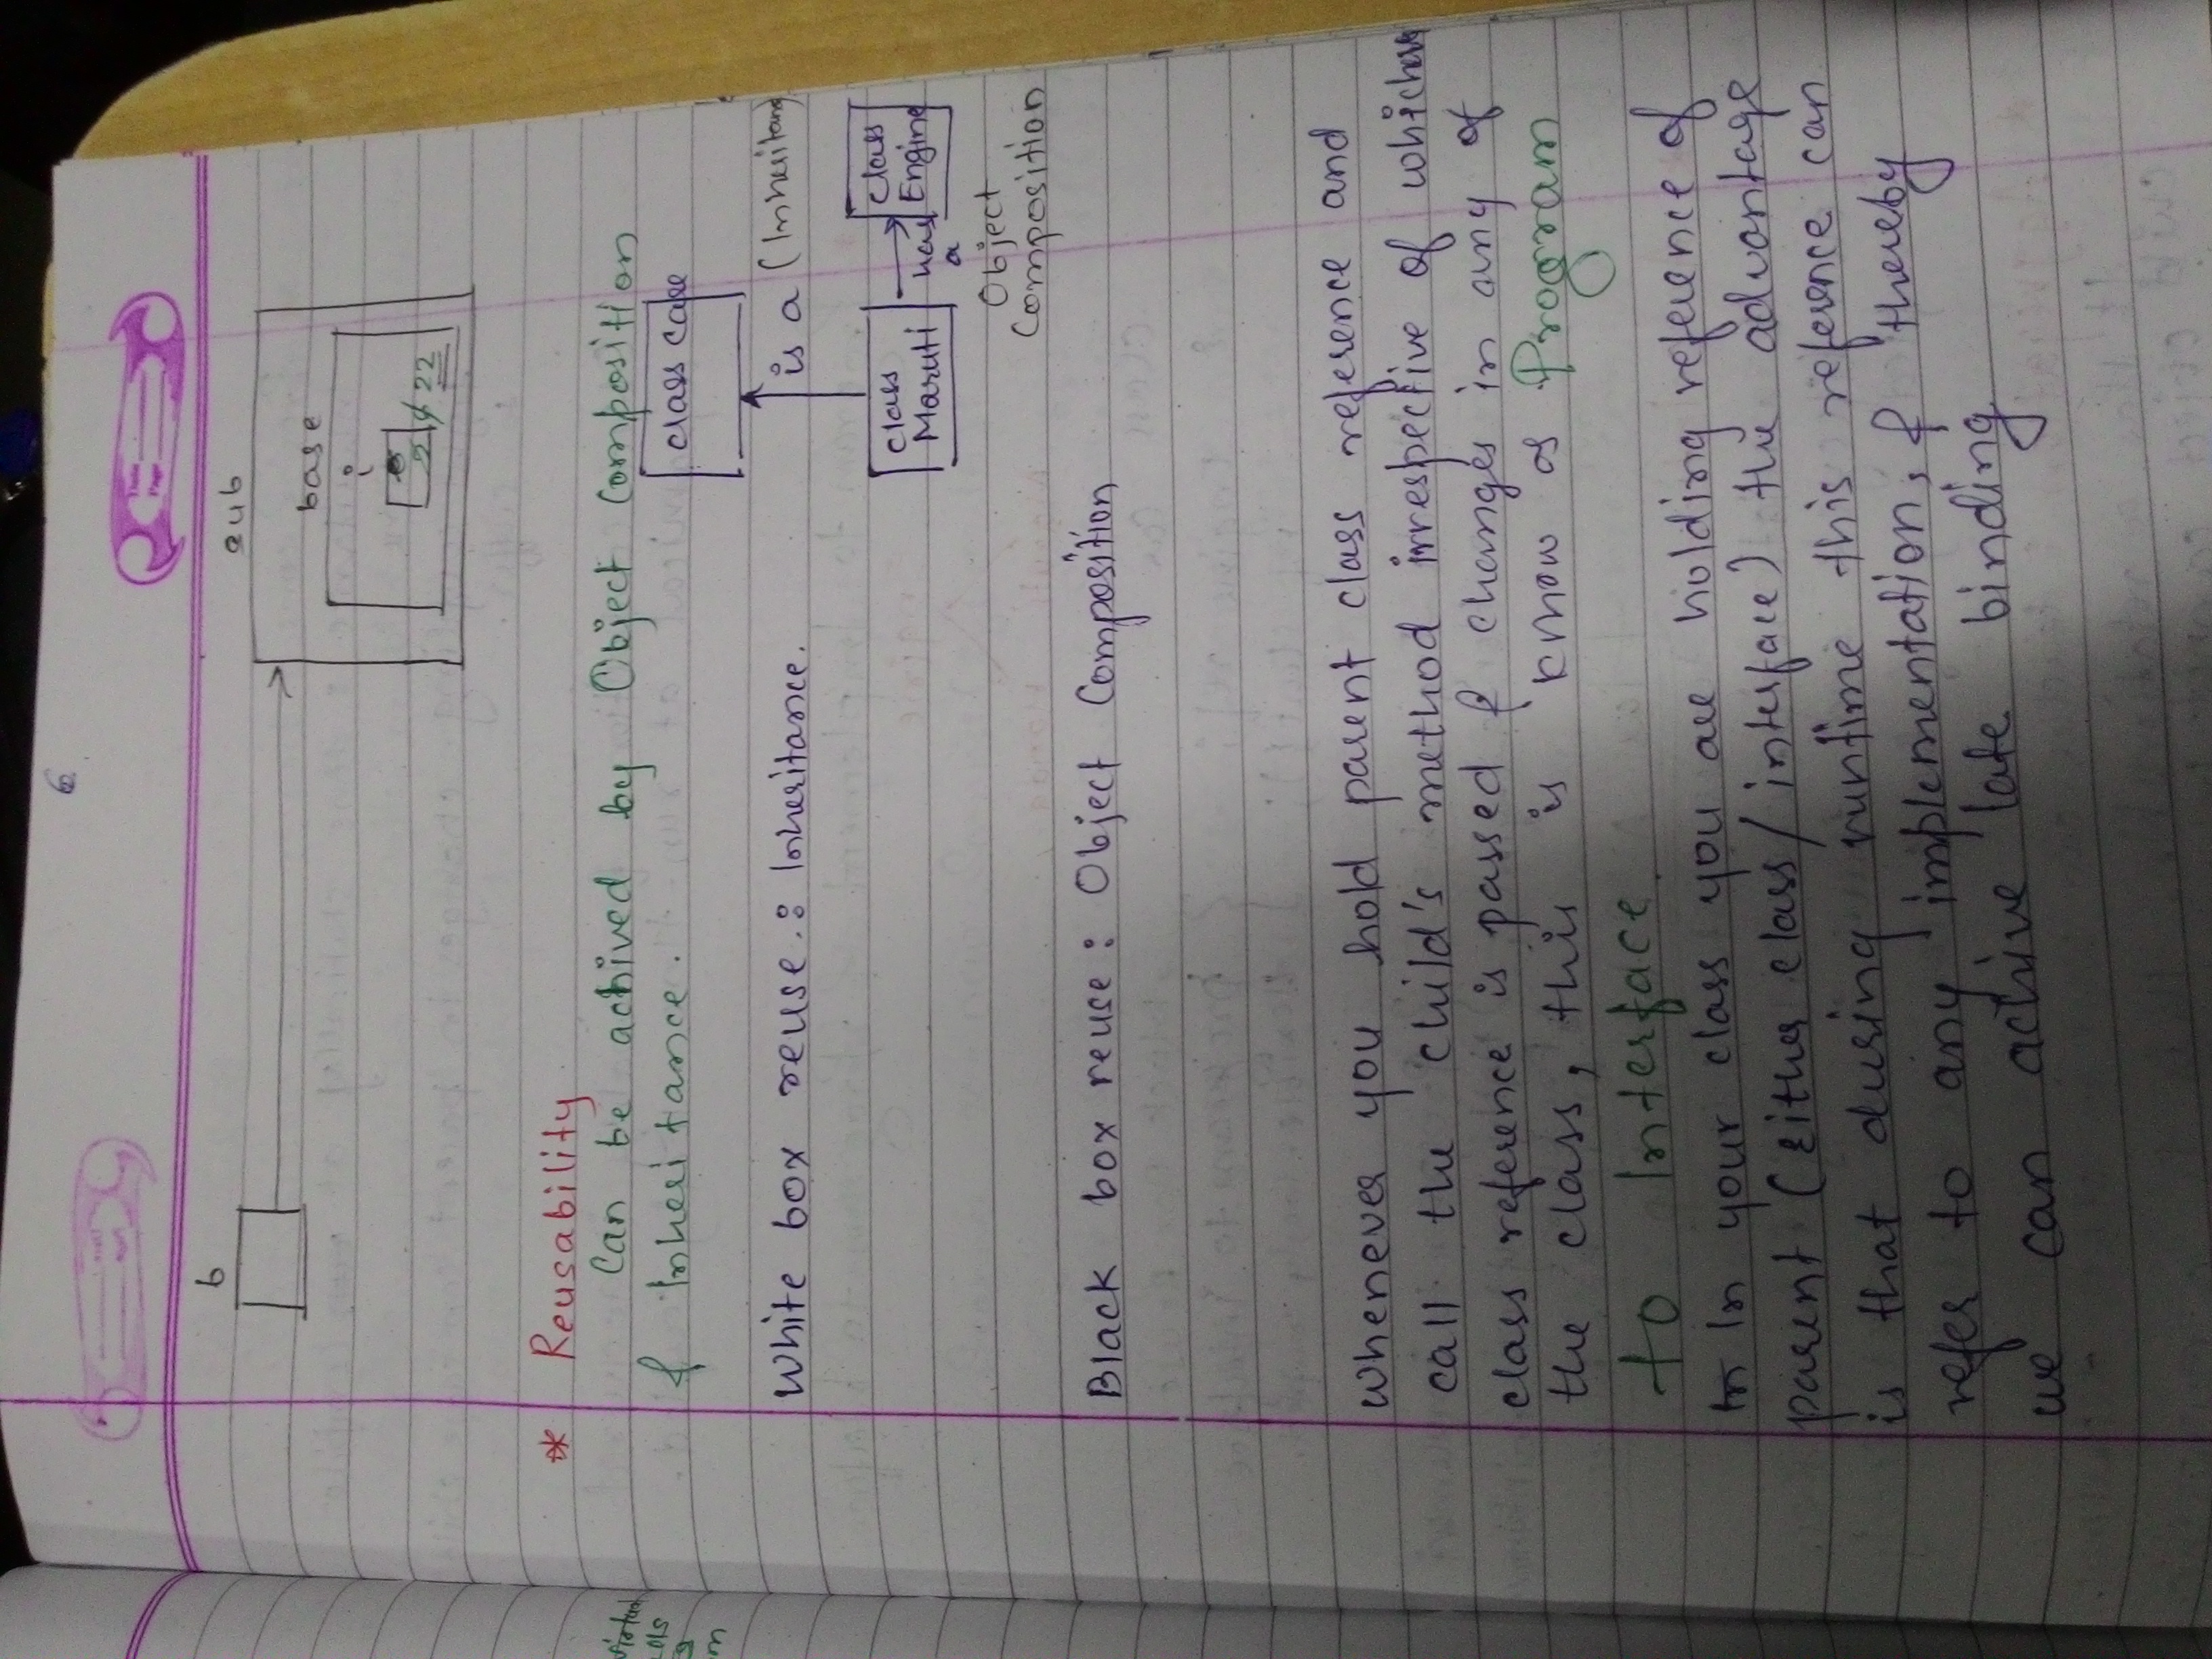 6
Date
Page
b
sub
base
i
2 22
* Reusability
Can be achived by Object Composition
& Inheritance.
class
White box reuse : Inheritance.
is a (Inheritance)
class
Maruti
has
a
class
Engine
Object
Composition
Black box reuse : Object Composition
Whenever you hold parent class reference and
call the child's method irrespective of whichever
class reference is passed & changes in any of
the class, this is know as Program
to Interface.
In your class you are holding reference of
parent (either class/interface) the advantage
is that during runtime this reference can
refer to any implementation, & thereby
we can achive late binding